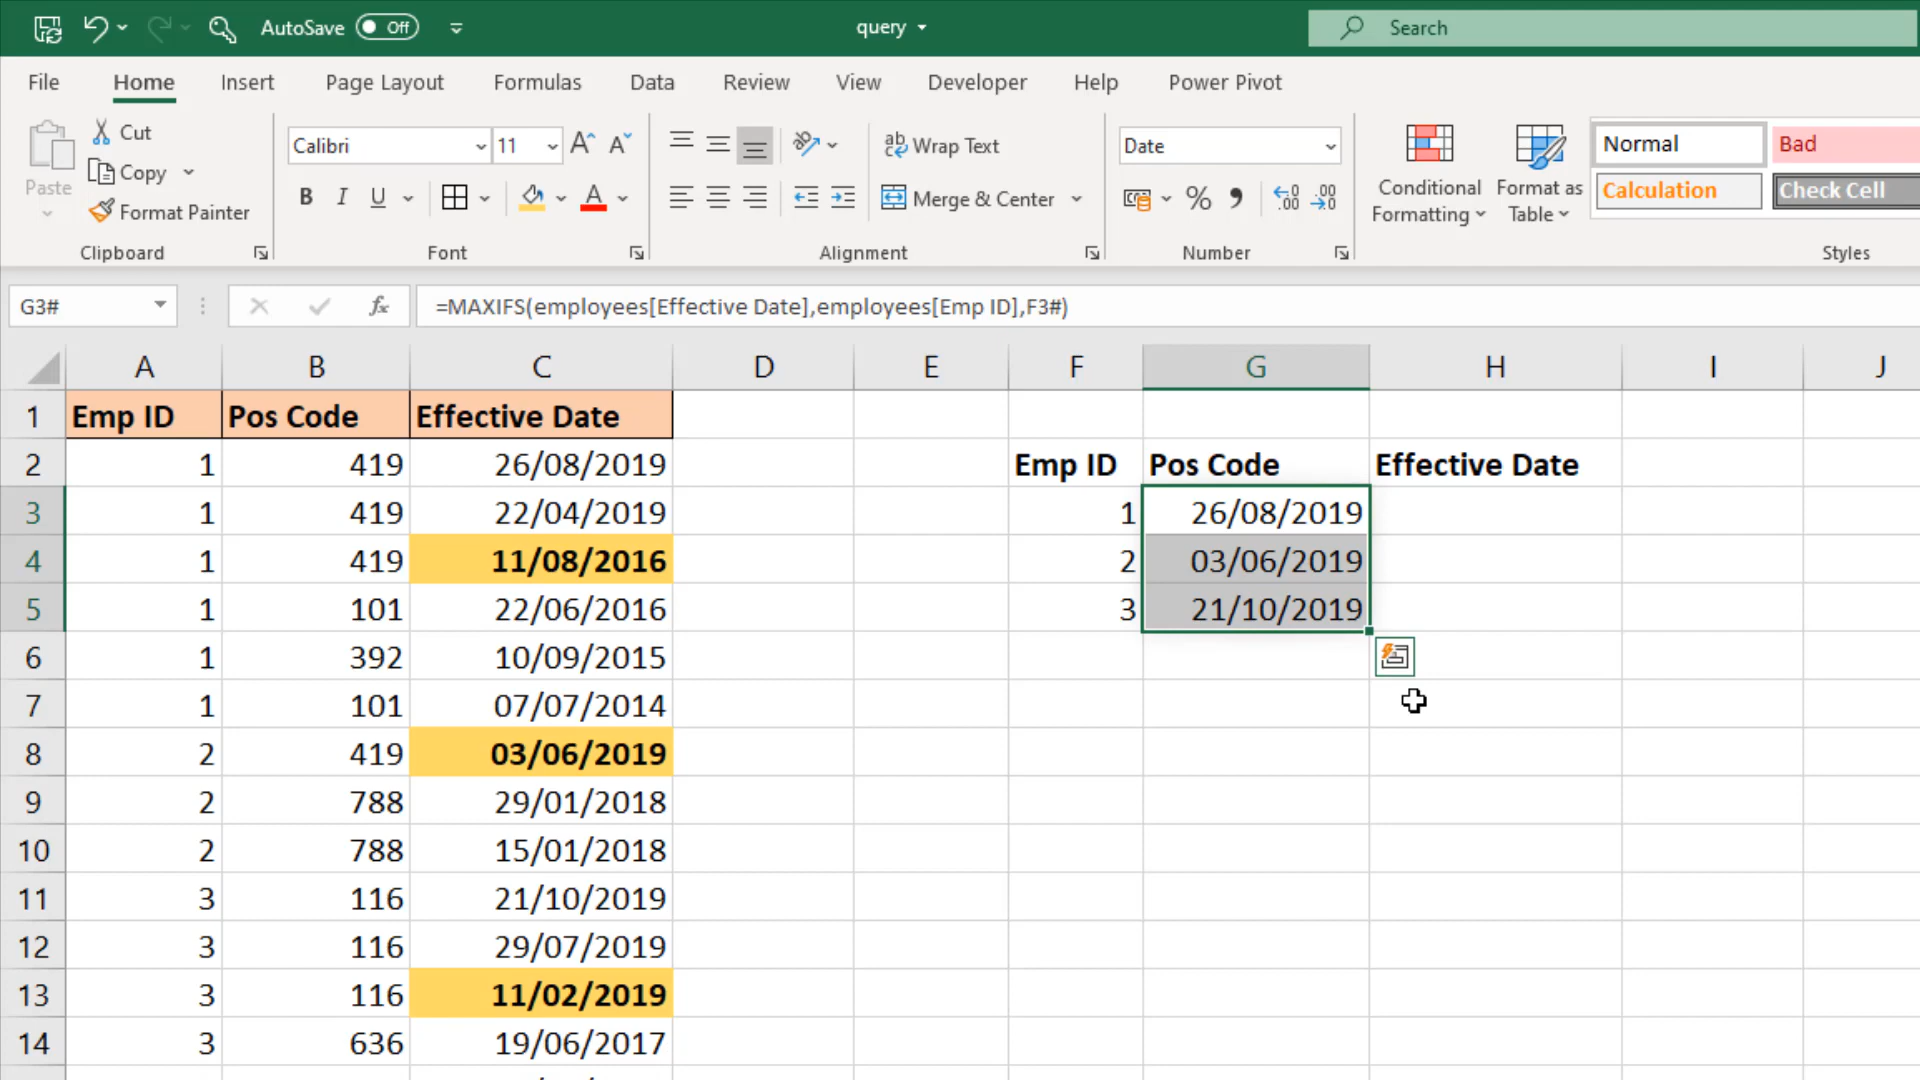 AutoSave Off
query
Search
File Home Insert Page Layout Formulas Data Review View Developer Help Power Pivot
Paste
Cut
Copy
Format Painter
Clipboard
Calibri 11
B I U
Font
Wrap Text
Merge & Center
Alignment
Date
Number
Conditional Formatting
Format as Table
Normal Bad
Calculation Check Cell
Styles
G3# fx =MAXIFS(employees[Effective Date],employees[Emp ID],F3#)
A B C D E F G H I J
1 Emp ID Pos Code Effective Date
2 1 419 26/08/2019 Emp ID Pos Code Effective Date
3 1 419 22/04/2019 1 26/08/2019
4 1 419 11/08/2016 2 03/06/2019
5 1 101 22/06/2016 3 21/10/2019
6 1 392 10/09/2015
7 1 101 07/07/2014
8 2 419 03/06/2019
9 2 788 29/01/2018
10 2 788 15/01/2018
11 3 116 21/10/2019
12 3 116 29/07/2019
13 3 116 11/02/2019
14 3 636 19/06/2017